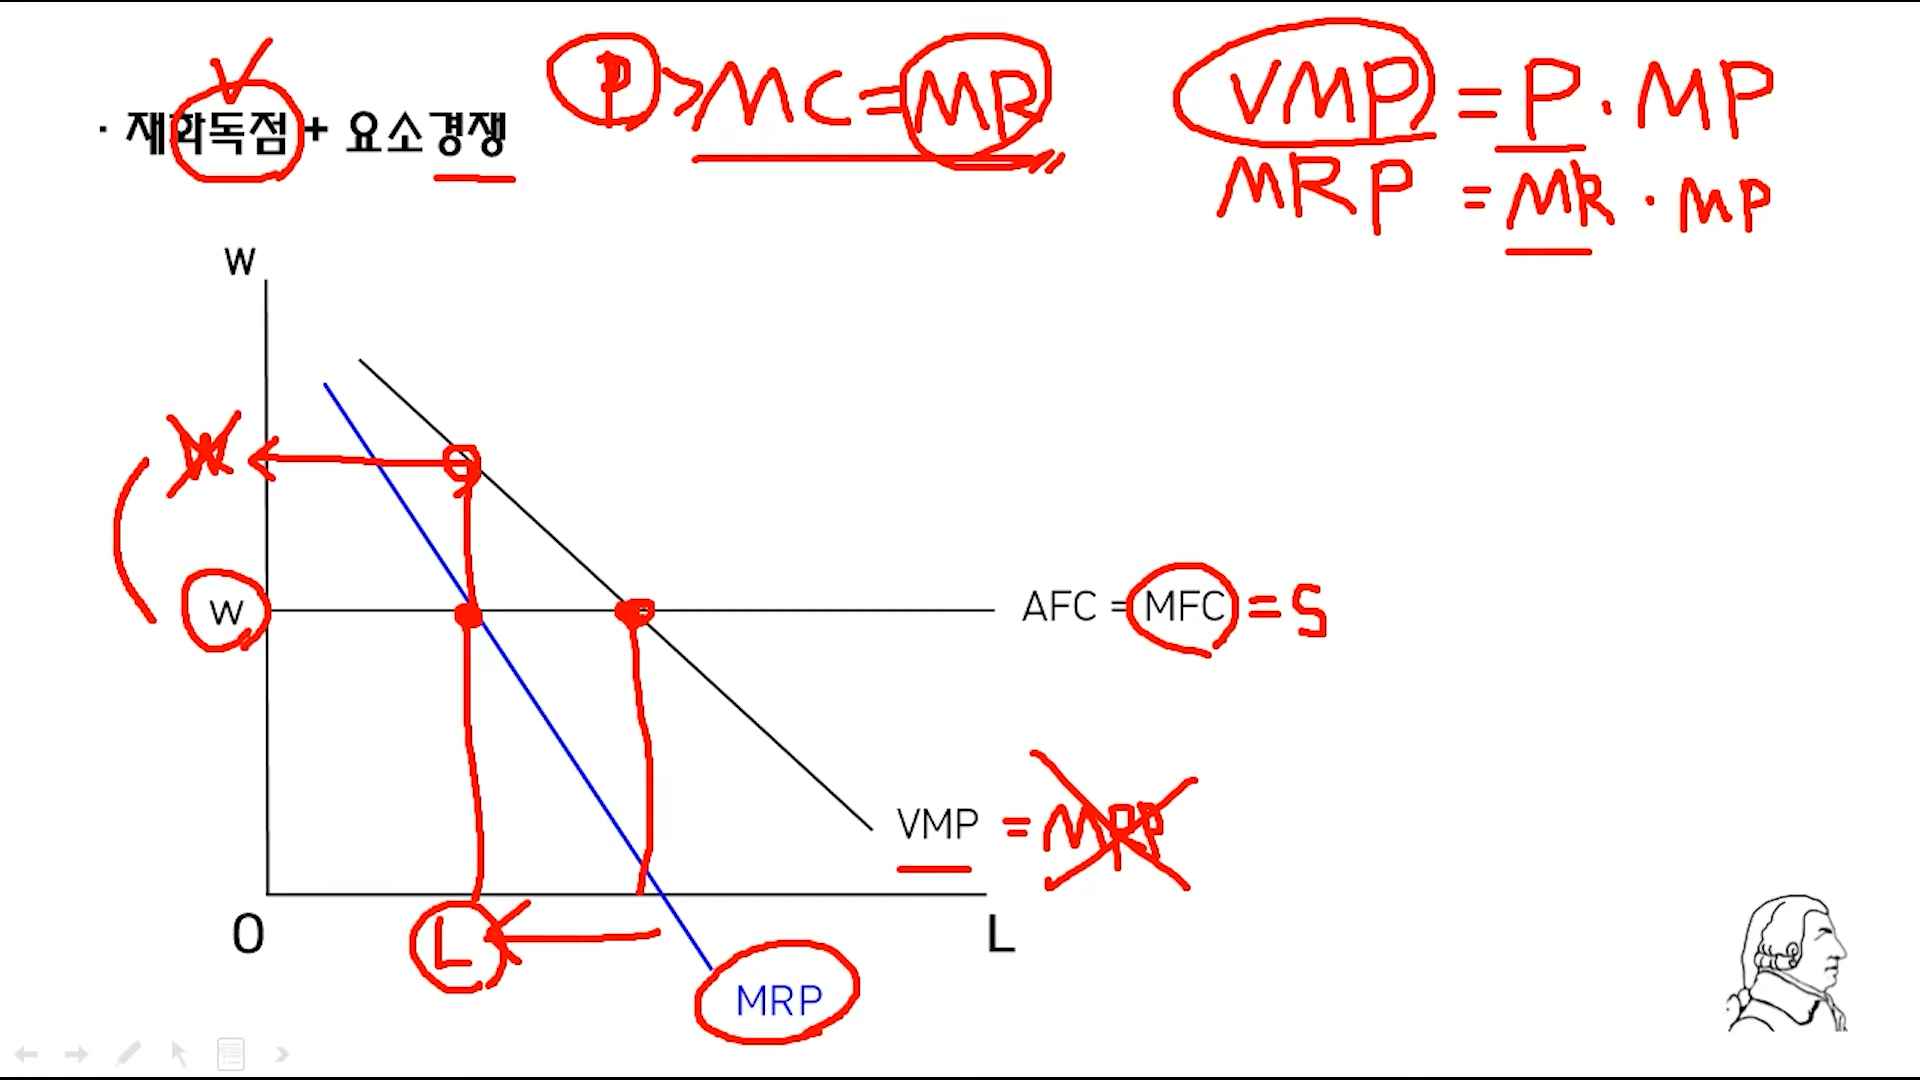 P > MC = MR
VMP = P · MP
· 재화독점 + 요소경쟁
MRP = MR · MP
W
W
W
AFC = MFC = S
VMP = MRP
O
L
L
MRP